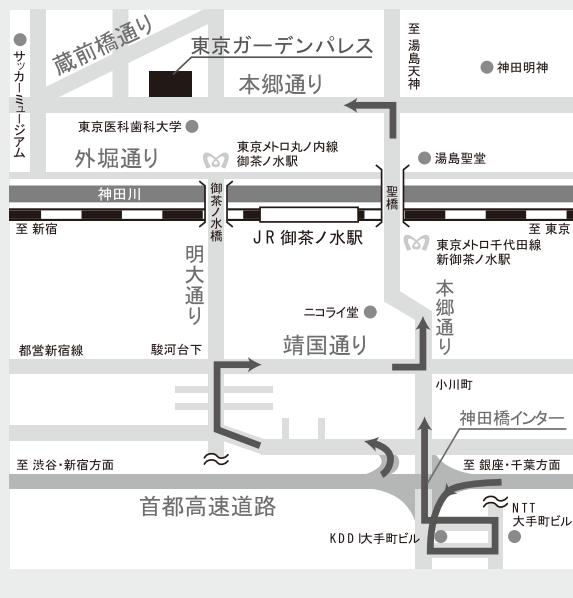 蔵前橋通り
至 湯島天神
東京ガーデンパレス
サッカーミュージアム
神田明神
本郷通り
東京医科歯科大学
外堀通り
東京メトロ丸ノ内線
御茶ノ水駅
湯島聖堂
神田川
御茶ノ水橋
聖橋
至 新宿
至 東京
JR 御茶ノ水駅
東京メトロ千代田線
新御茶ノ水駅
明大通り
本郷通り
ニコライ堂
靖国通り
都営新宿線
駿河台下
小川町
神田橋インター
至 渋谷・新宿方面
至 銀座・千葉方面
首都高速道路
NTT
大手町ビル
KDDI大手町ビル